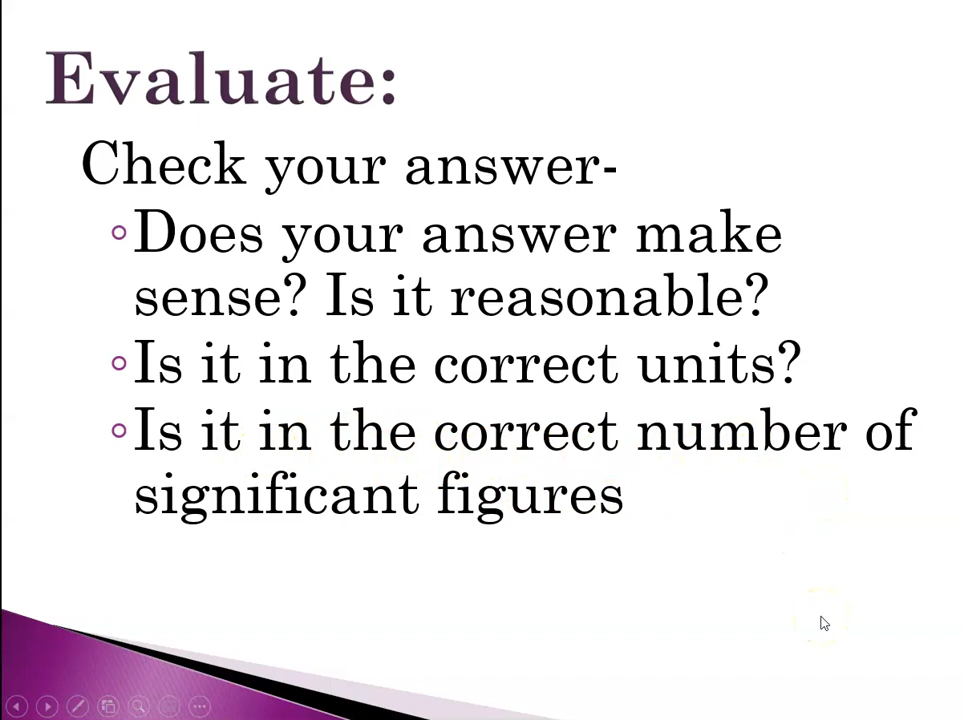 Evaluate:
Check your answer-
◦Does your answer make
sense? Is it reasonable?
◦Is it in the correct units?
◦Is it in the correct number of
significant figures